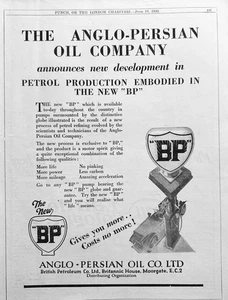 PUNCH OR THE LONDON CHARIVARI.
THE ANGLO-PERSIAN
OIL COMPANY
announces new development in
PETROL PRODUCTION EMBODIED IN
THE NEW "BP"
THE new "BP" which is available
to-day throughout the country in
pumps surmounted by the distinctive
globe illustrated is the result of a new
process of petrol refining evolved by the
scientists and technicians of the Anglo-
Persian Oil Company.
The new process is exclusive to "BP,"
and the product is a motor spirit giving
a quite exceptional combination of the
following qualities:
More life No pinking
More power Less carbon
More mileage Amazing acceleration
Go to any "BP" pump bearing the
new "BP" globe and guar-
antee. Try the new "BP"
and you will realise what
"life" means.
"BP"
The
New
"BP"
Gives you more
Costs no more!
ANGLO-PERSIAN OIL CO. LTD
British Petroleum Co. Ltd, Britannic House, Moorgate, E.C.2
Distributing Organization